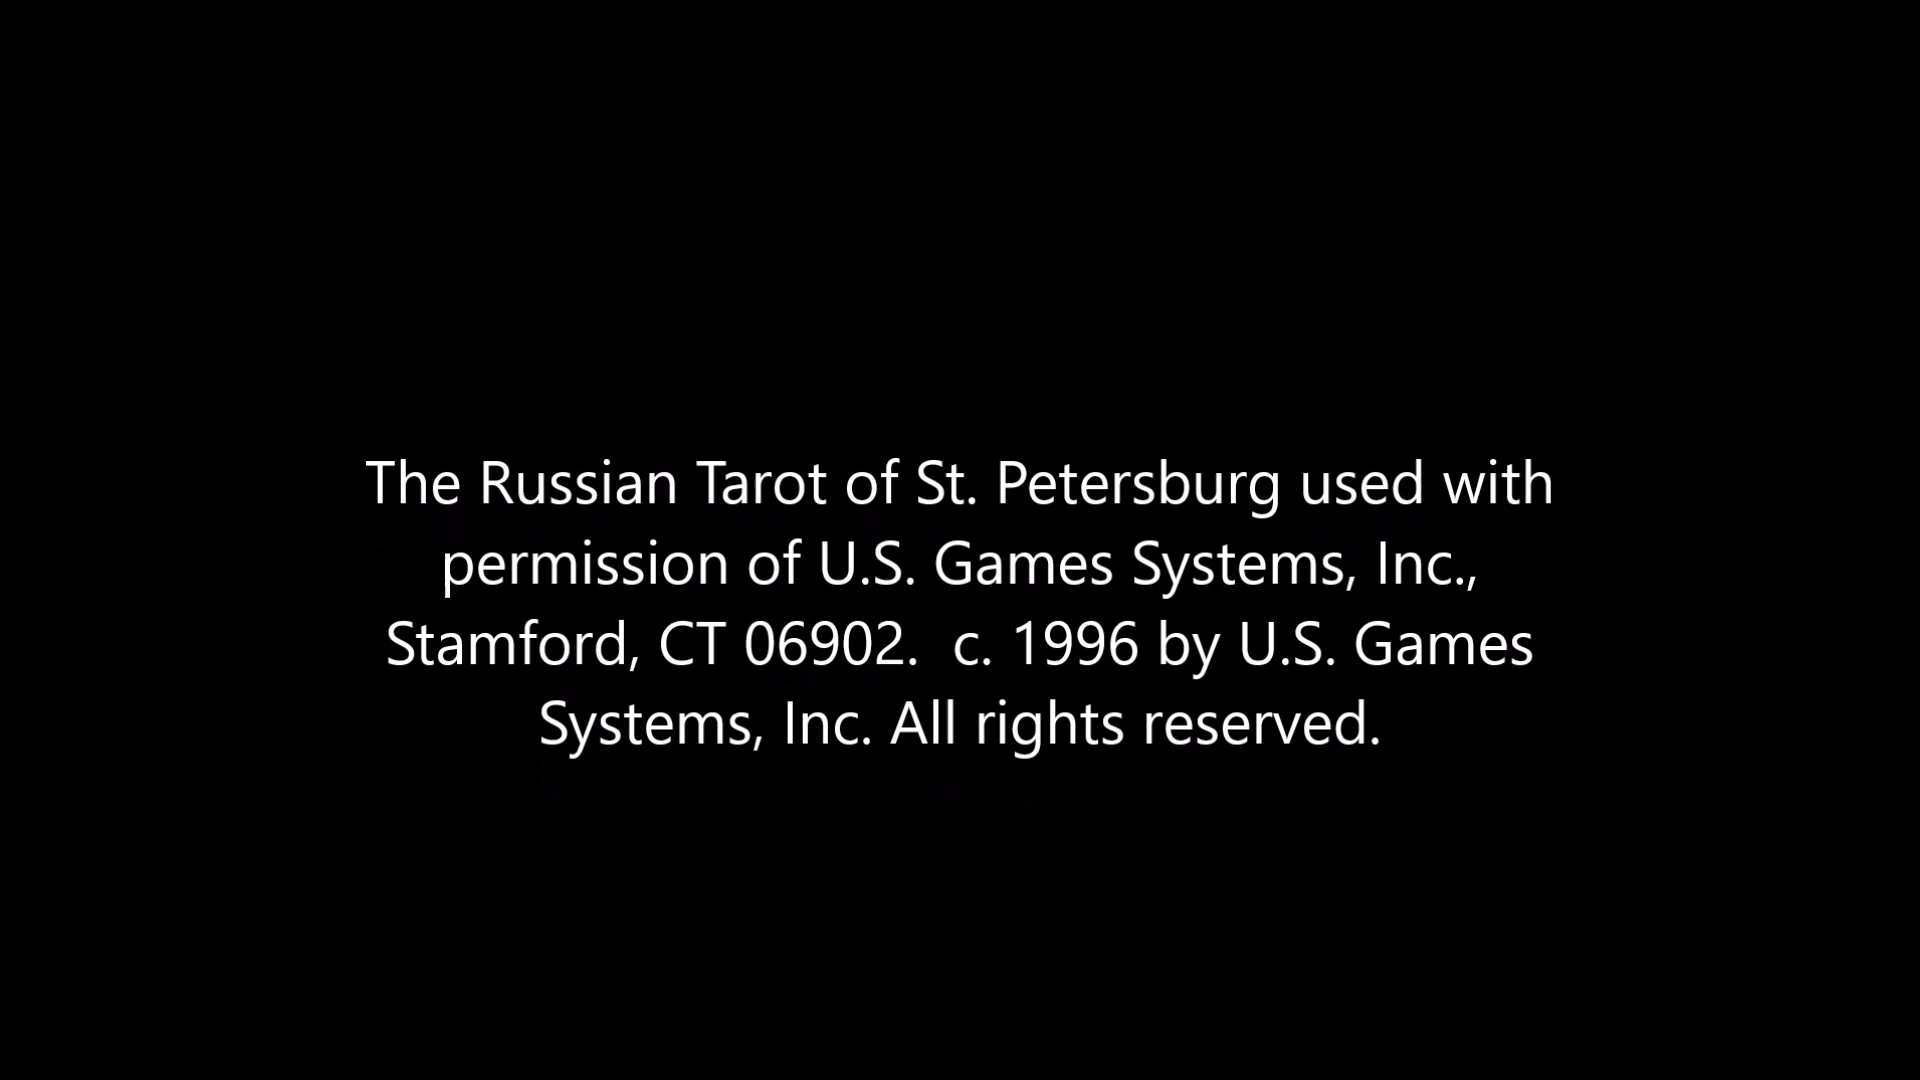 The Russian Tarot of St. Petersburg used with
permission of U.S. Games Systems, Inc.,
Stamford, CT 06902.  c. 1996 by U.S. Games
Systems, Inc. All rights reserved.